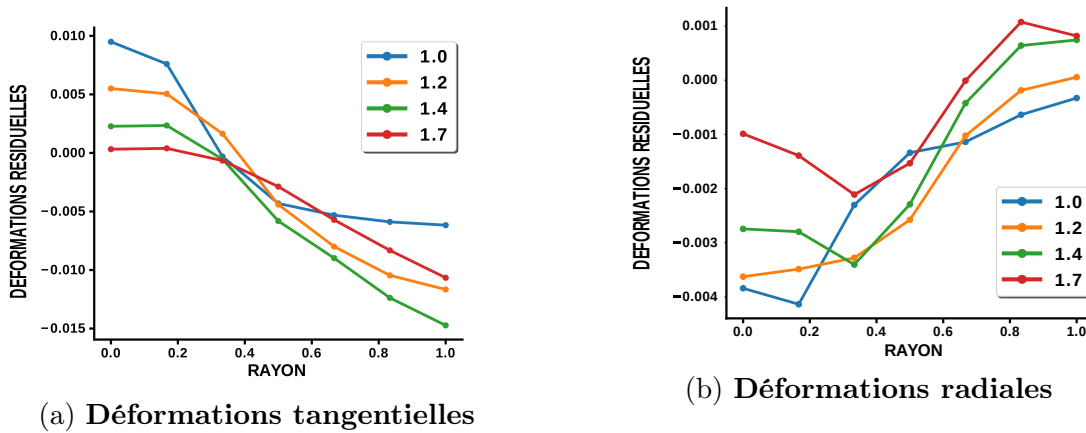 0.010
0.005
0.000
−0.005
−0.010
−0.015
DEFORMATIONS RESIDUELLES
1.0
1.2
1.4
1.7
0.0 0.2 0.4 0.6 0.8 1.0
RAYON
(a) Déformations tangentielles
0.001
0.000
−0.001
−0.002
−0.003
−0.004
DEFORMATIONS RESIDUELLES
1.0
1.2
1.4
1.7
0.0 0.2 0.4 0.6 0.8 1.0
RAYON
(b) Déformations radiales